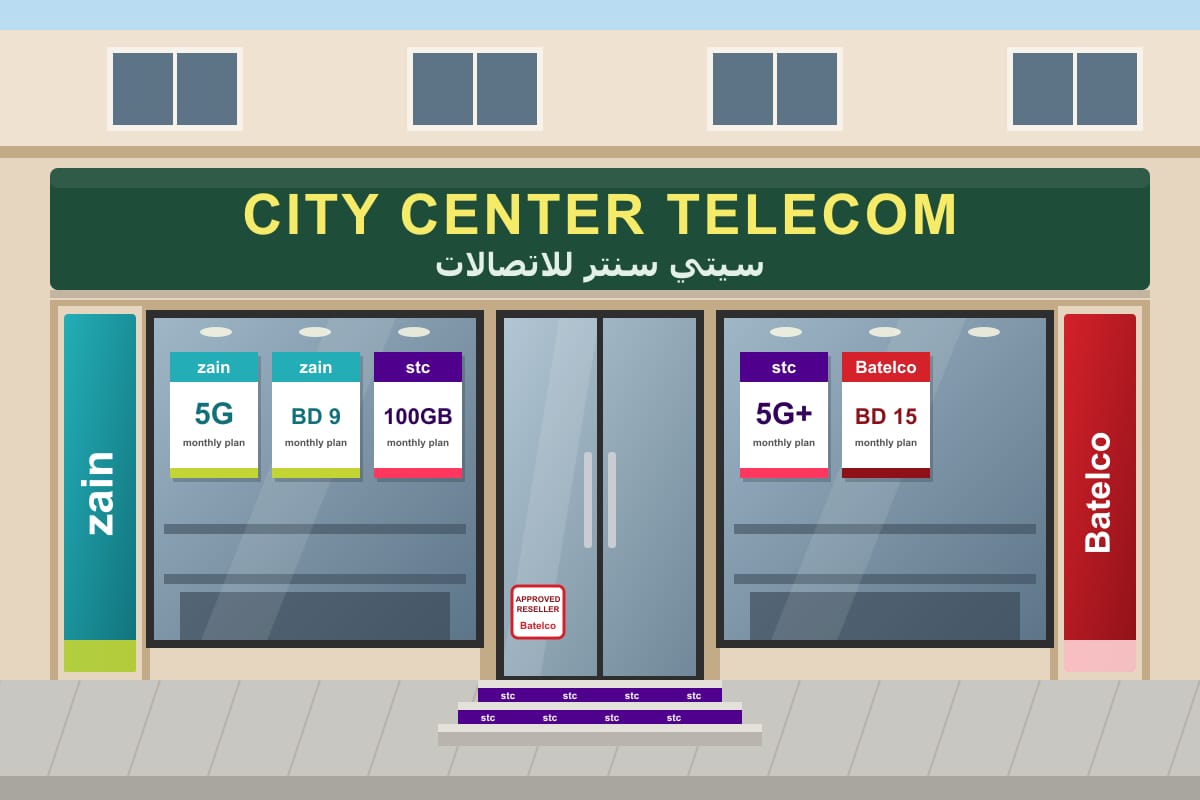 CITY CENTER TELECOM
سيتي سنتر للاتصالات
zain
zain
5G
monthly plan
zain
BD 9
monthly plan
stc
100GB
monthly plan
APPROVED
RESELLER
Batelco
stc
5G+
monthly plan
Batelco
BD 15
monthly plan
Batelco
stc stc stc stc
stc stc stc stc